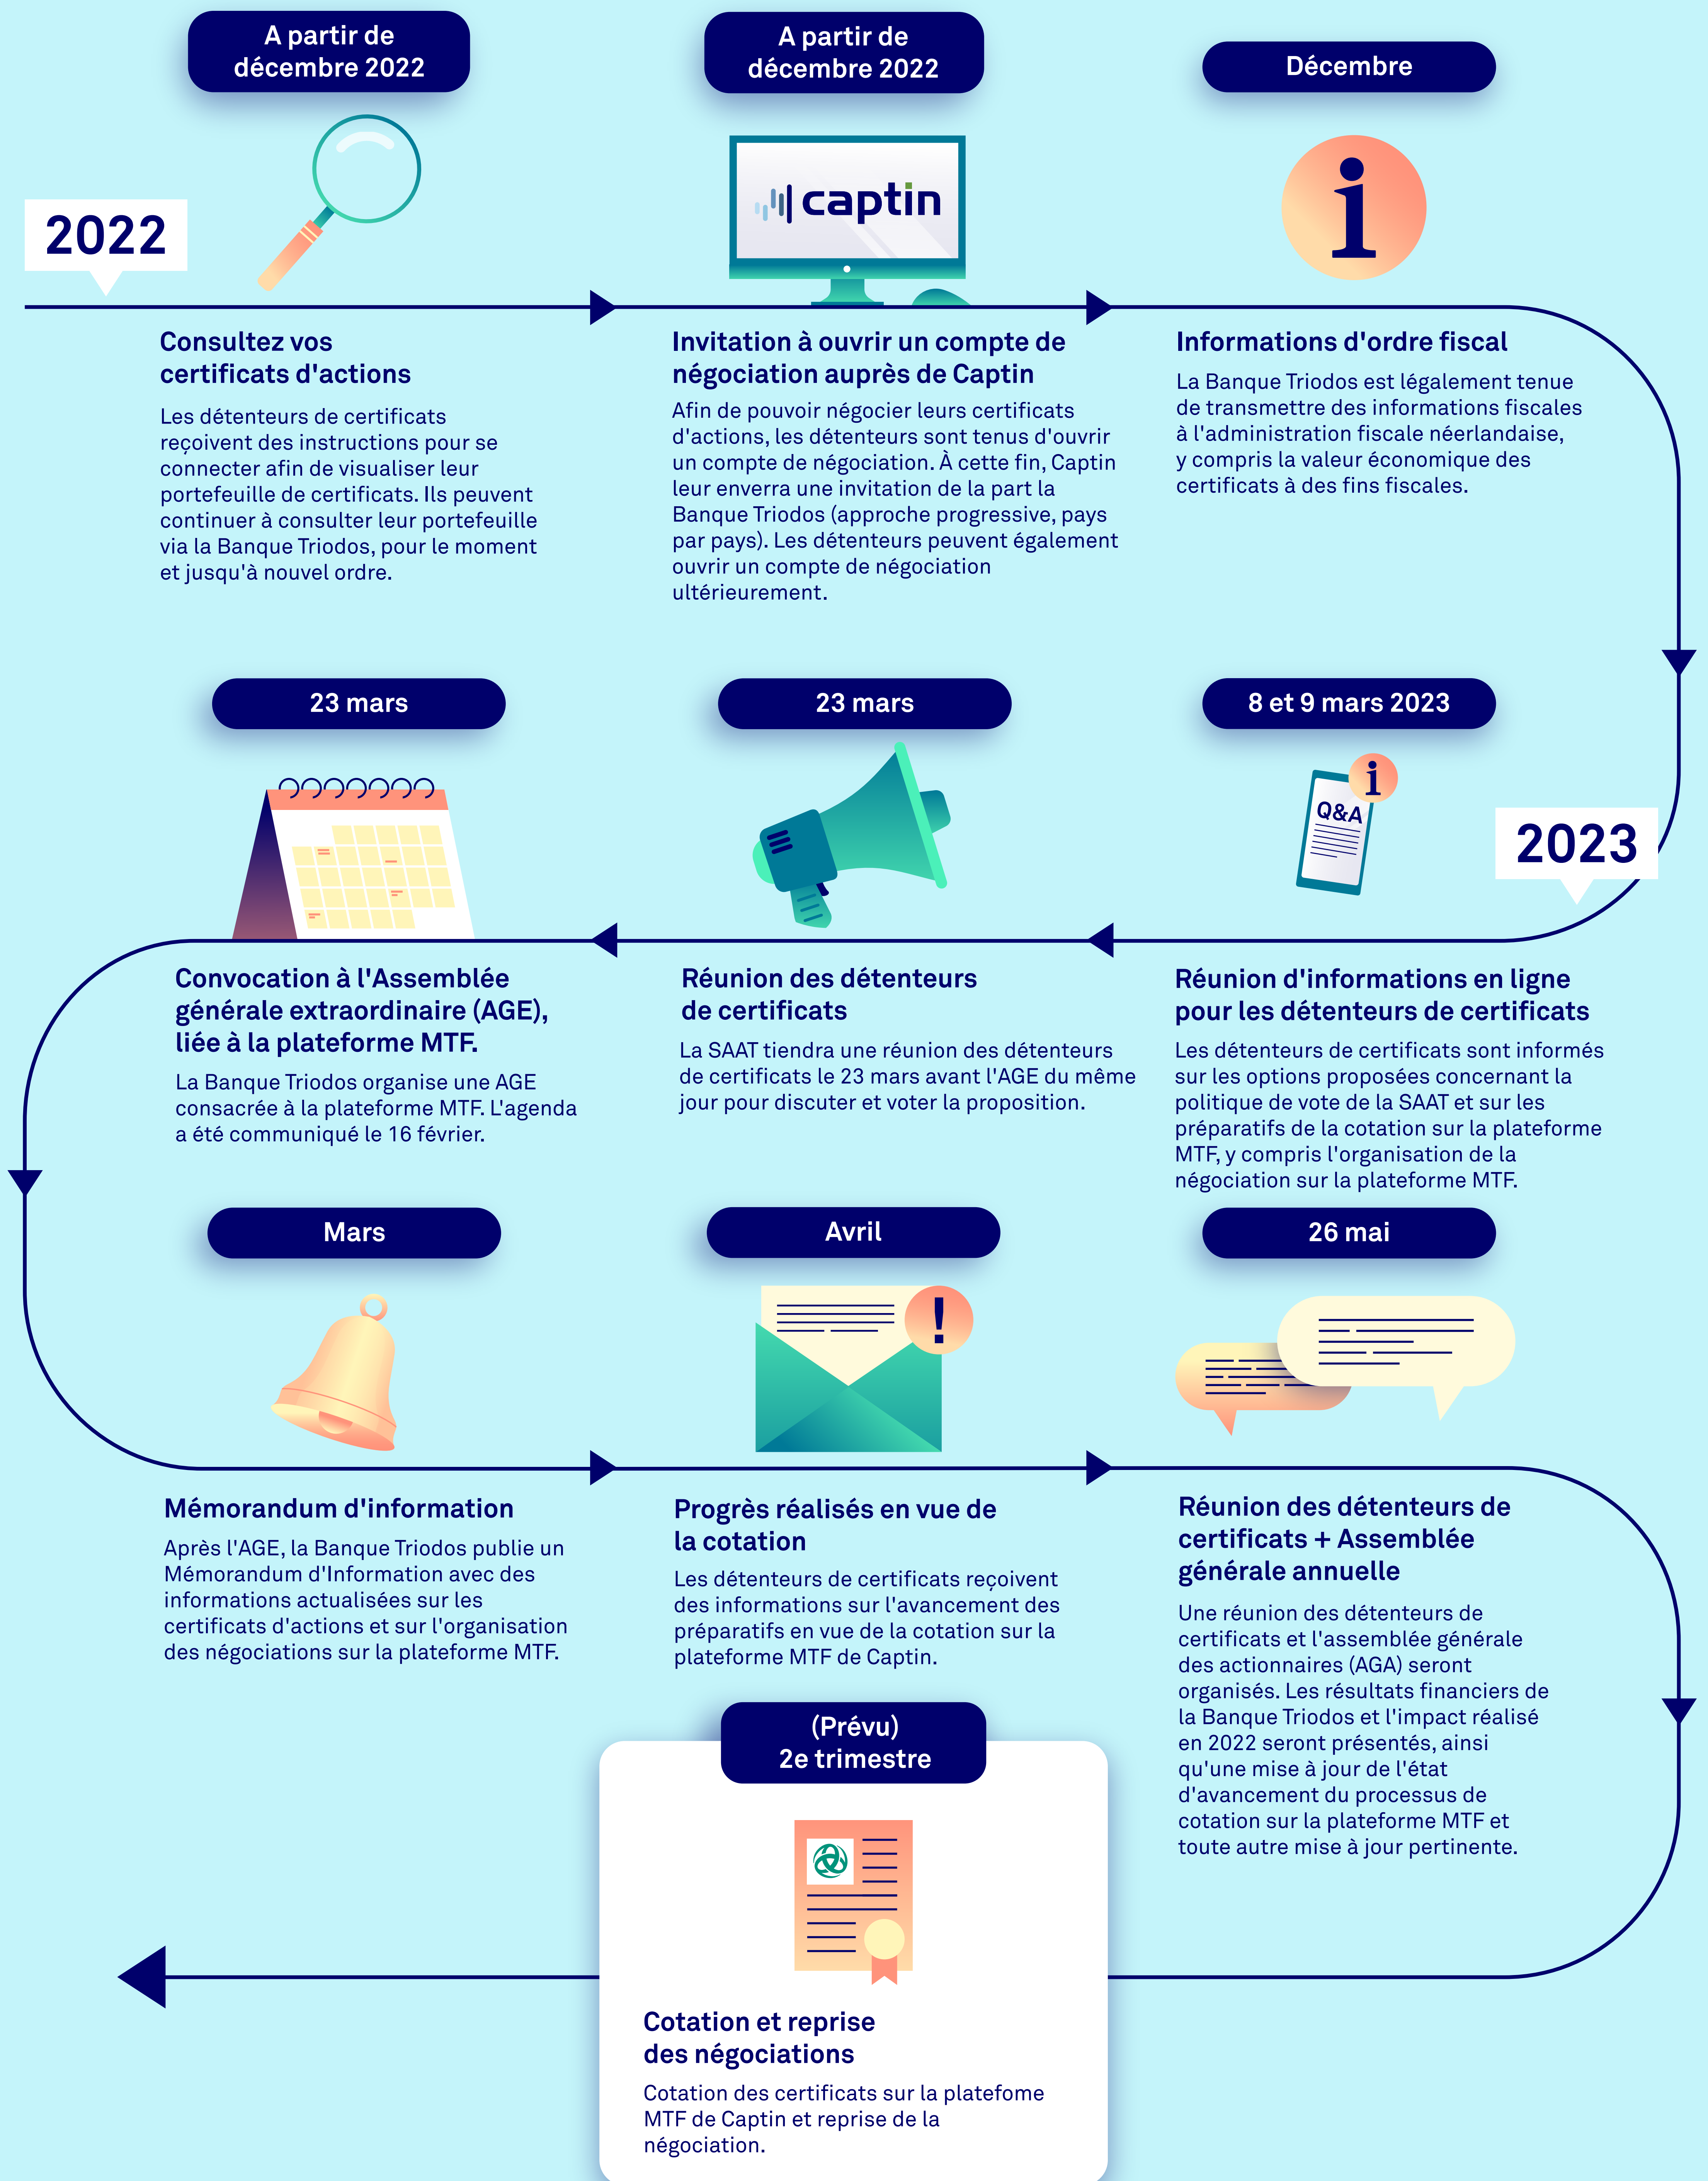 2022
A partir de
décembre 2022
Consultez vos
certificats d'actions
Les détenteurs de certificats
reçoivent des instructions pour se
connecter afin de visualiser leur
portefeuille de certificats. Ils peuvent
continuer à consulter leur portefeuille
via la Banque Triodos, pour le moment
et jusqu'à nouvel ordre.
A partir de
décembre 2022
captin
Invitation à ouvrir un compte de
négociation auprès de Captin
Afin de pouvoir négocier leurs certificats
d'actions, les détenteurs sont tenus d'ouvrir
un compte de négociation. À cette fin, Captin
leur enverra une invitation de la part la
Banque Triodos (approche progressive, pays
par pays). Les détenteurs peuvent également
ouvrir un compte de négociation
ultérieurement.
Décembre
i
Informations d'ordre fiscal
La Banque Triodos est légalement tenue
de transmettre des informations fiscales
à l'administration fiscale néerlandaise,
y compris la valeur économique des
certificats à des fins fiscales.
2023
8 et 9 mars 2023
i
Q&A
Réunion d'informations en ligne
pour les détenteurs de certificats
Les détenteurs de certificats sont informés
sur les options proposées concernant la
politique de vote de la SAAT et sur les
préparatifs de la cotation sur la plateforme
MTF, y compris l'organisation de la
négociation sur la plateforme MTF.
23 mars
Réunion des détenteurs
de certificats
La SAAT tiendra une réunion des détenteurs
de certificats le 23 mars avant l'AGE du même
jour pour discuter et voter la proposition.
23 mars
Convocation à l'Assemblée
générale extraordinaire (AGE),
liée à la plateforme MTF.
La Banque Triodos organise une AGE
consacrée à la plateforme MTF. L'agenda
a été communiqué le 16 février.
Mars
Mémorandum d'information
Après l'AGE, la Banque Triodos publie un
Mémorandum d'Information avec des
informations actualisées sur les
certificats d'actions et sur l'organisation
des négociations sur la plateforme MTF.
Avril
!
Progrès réalisés en vue de
la cotation
Les détenteurs de certificats reçoivent
des informations sur l'avancement des
préparatifs en vue de la cotation sur la
plateforme MTF de Captin.
26 mai
Réunion des détenteurs de
certificats + Assemblée
générale annuelle
Une réunion des détenteurs de
certificats et l'assemblée générale
des actionnaires (AGA) seront
organisés. Les résultats financiers de
la Banque Triodos et l'impact réalisé
en 2022 seront présentés, ainsi
qu'une mise à jour de l'état
d'avancement du processus de
cotation sur la plateforme MTF et
toute autre mise à jour pertinente.
(Prévu)
2e trimestre
Cotation et reprise
des négociations
Cotation des certificats sur la platefome
MTF de Captin et reprise de la
négociation.